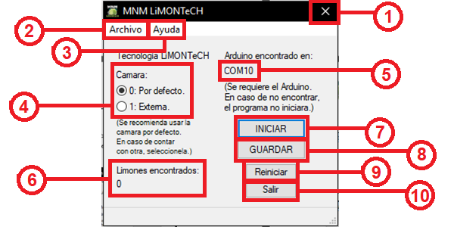 MNM LiMONTeCH
×
1
2
Archivo
Ayuda
3
Tecnologia LiMONTeCH
Arduino encontrado en:
Camara:
COM10
5
4
0: Por defecto.
1: Externa.
(Se requiere el Arduino.
En caso de no encontrar,
el programa no iniciara.)
(Se recomienda usar la
camara por defecto.
En caso de contar
con otra, seleccionela.)
INICIAR
7
GUARDAR
8
6
Limones encontrados:
0
Reiniciar
9
Salir
10